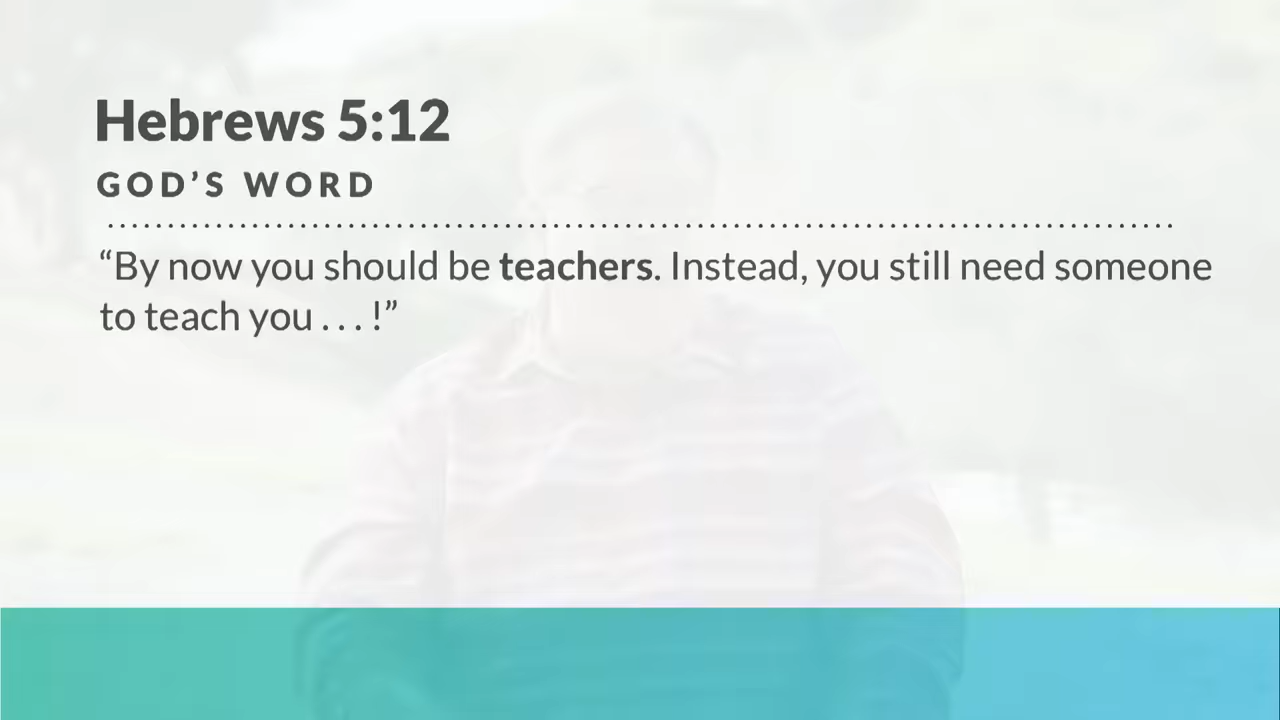 Hebrews 5:12
GOD’S WORD
“By now you should be teachers. Instead, you still need someone
to teach you . . . !”